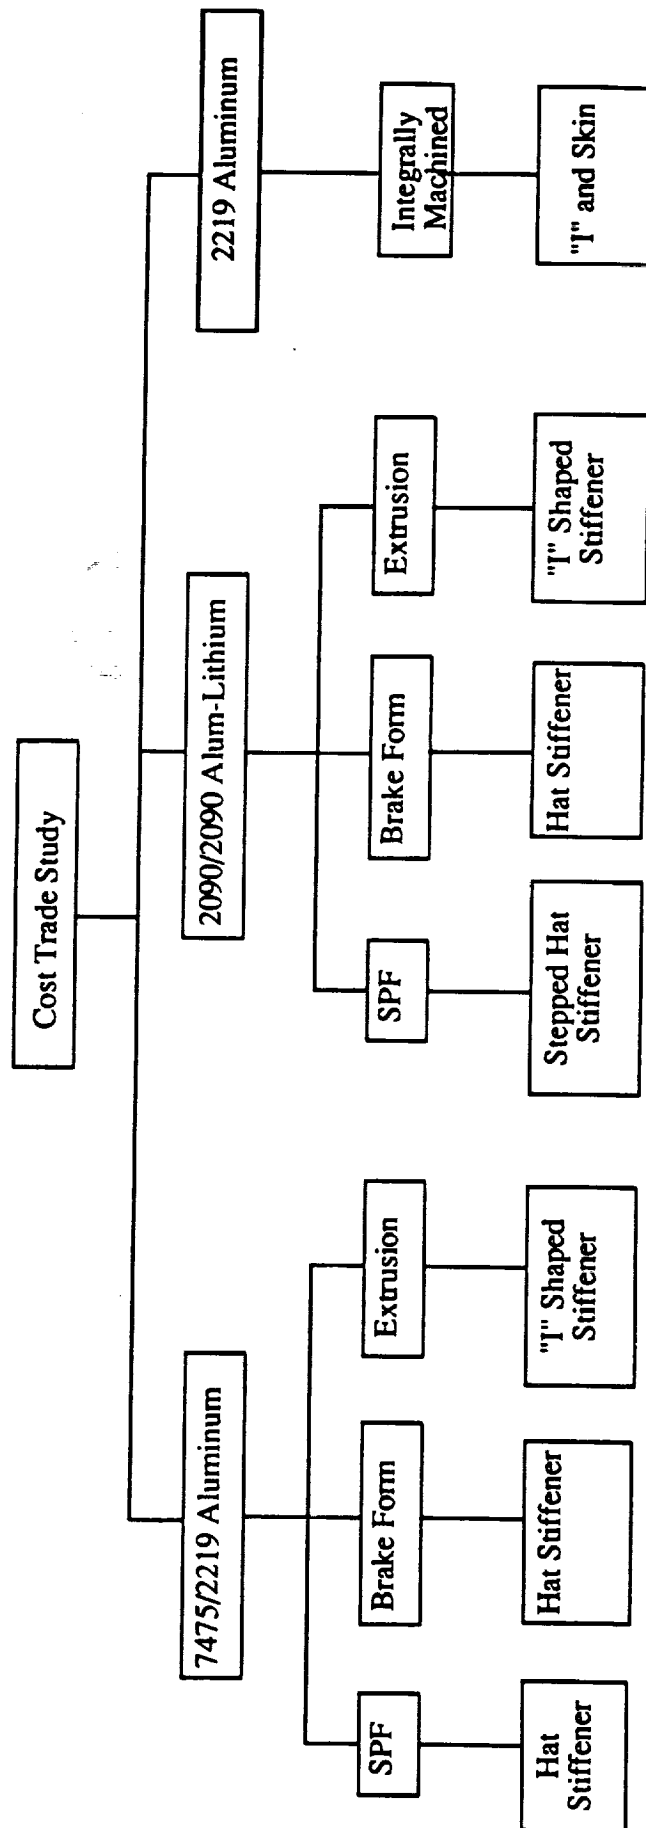 Cost Trade Study
7475/2219 Aluminum
2090/2090 Alum-Lithium
2219 Aluminum
SPF
Brake Form
Extrusion
SPF
Brake Form
Extrusion
Integrally
Machined
Hat
Stiffener
Hat Stiffener
"I" Shaped
Stiffener
Stepped Hat
Stiffener
Hat Stiffener
"I" Shaped
Stiffener
"I" and Skin